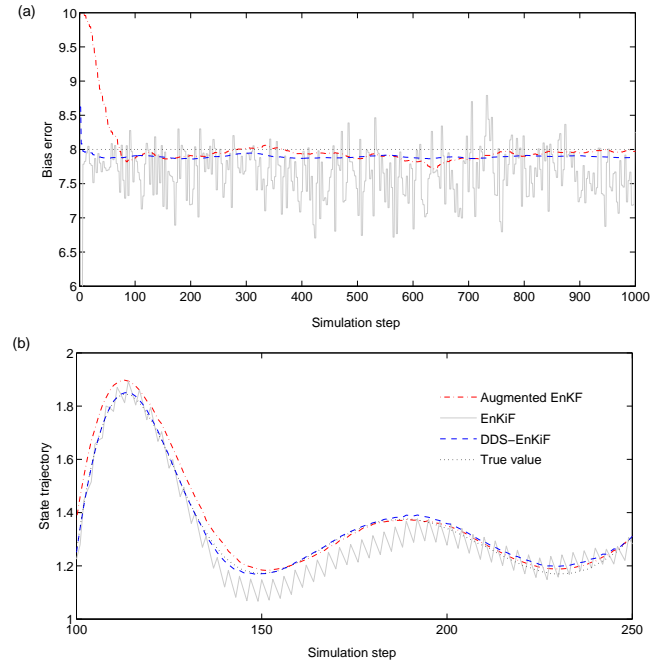 (a)
10
9.5
9
8.5
8
7.5
7
6.5
6
Bias error
0 100 200 300 400 500 600 700 800 900 1000
Simulation step
(b)
2
1.8
1.6
1.4
1.2
1
State trajectory
Augmented EnKF
EnKiF
DDS−EnKiF
True value
100 150 200 250
Simulation step